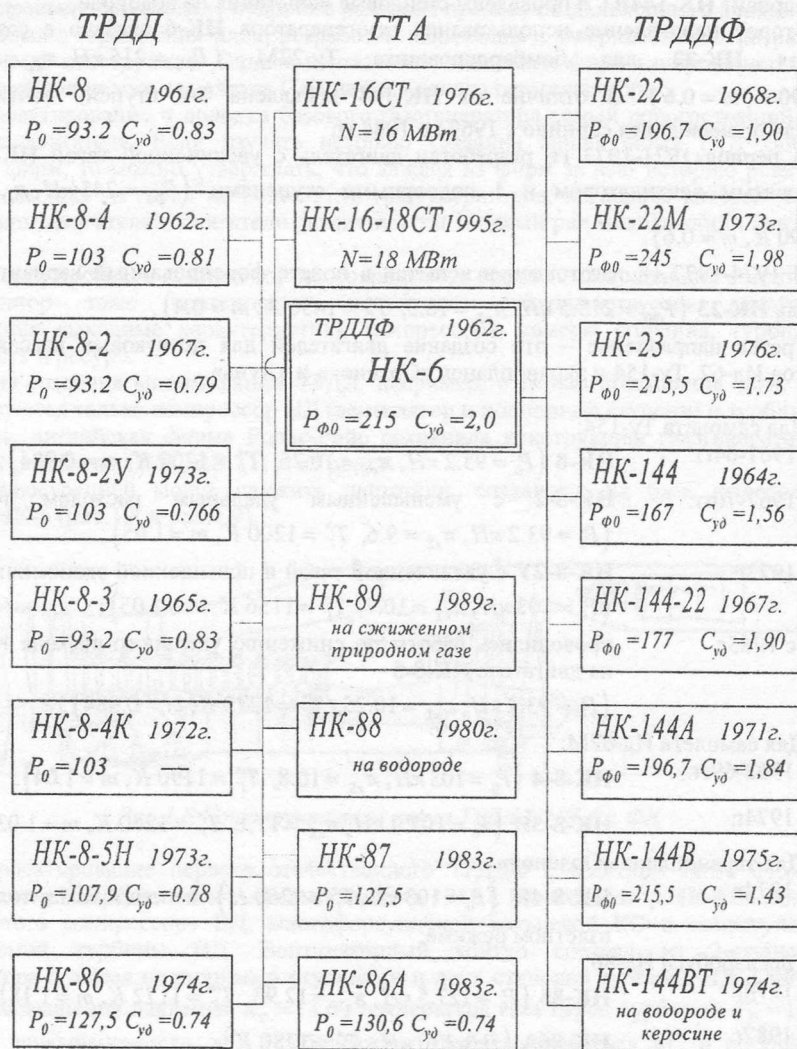 ТРДД ГТА ТРДДФ
НК-8 1961г.
P₀=93.2 Cуд=0.83
НК-16СТ 1976г.
N=16 МВт
НК-22 1968г.
PФ0=196.7 Cуд=1,90
НК-8-4 1962г.
P₀=103 Cуд=0.81
НК-16-18СТ 1995г.
N=18 МВт
НК-22М 1973г.
PФ0=245 Cуд=1,98
НК-8-2 1967г.
P₀=93.2 Cуд=0.79
ТРДДФ 1962г.
НК-6
PФ0=215 Cуд=2,0
НК-25 1976г.
PФ0=215,5 Cуд=1,73
НК-8-2У 1973г.
P₀=103 Cуд=0.766
НК-144 1964г.
PФ0=167 Cуд=1,56
НК-8-3 1965г.
P₀=93.2 Cуд=0.83
НК-89 1989г.
на сжиженном
природном газе
НК-144-22 1967г.
PФ0=177 Cуд=1,90
НК-8-4К 1972г.
P₀=103
НК-88 1980г.
на водороде
НК-144А 1971г.
PФ0=196.7 Cуд=1,84
НК-8-5Н 1973г.
P₀=107.9 Cуд=0.78
НК-87 1983г.
P₀=127,5
НК-144В 1975г.
PФ0=215,5 Cуд=1.43
НК-86 1974г.
P₀=127,5 Cуд=0.74
НК-86А 1983г.
P₀=130,6 Cуд=0.74
НК-144ВТ 1974г.
на водороде и
керосине